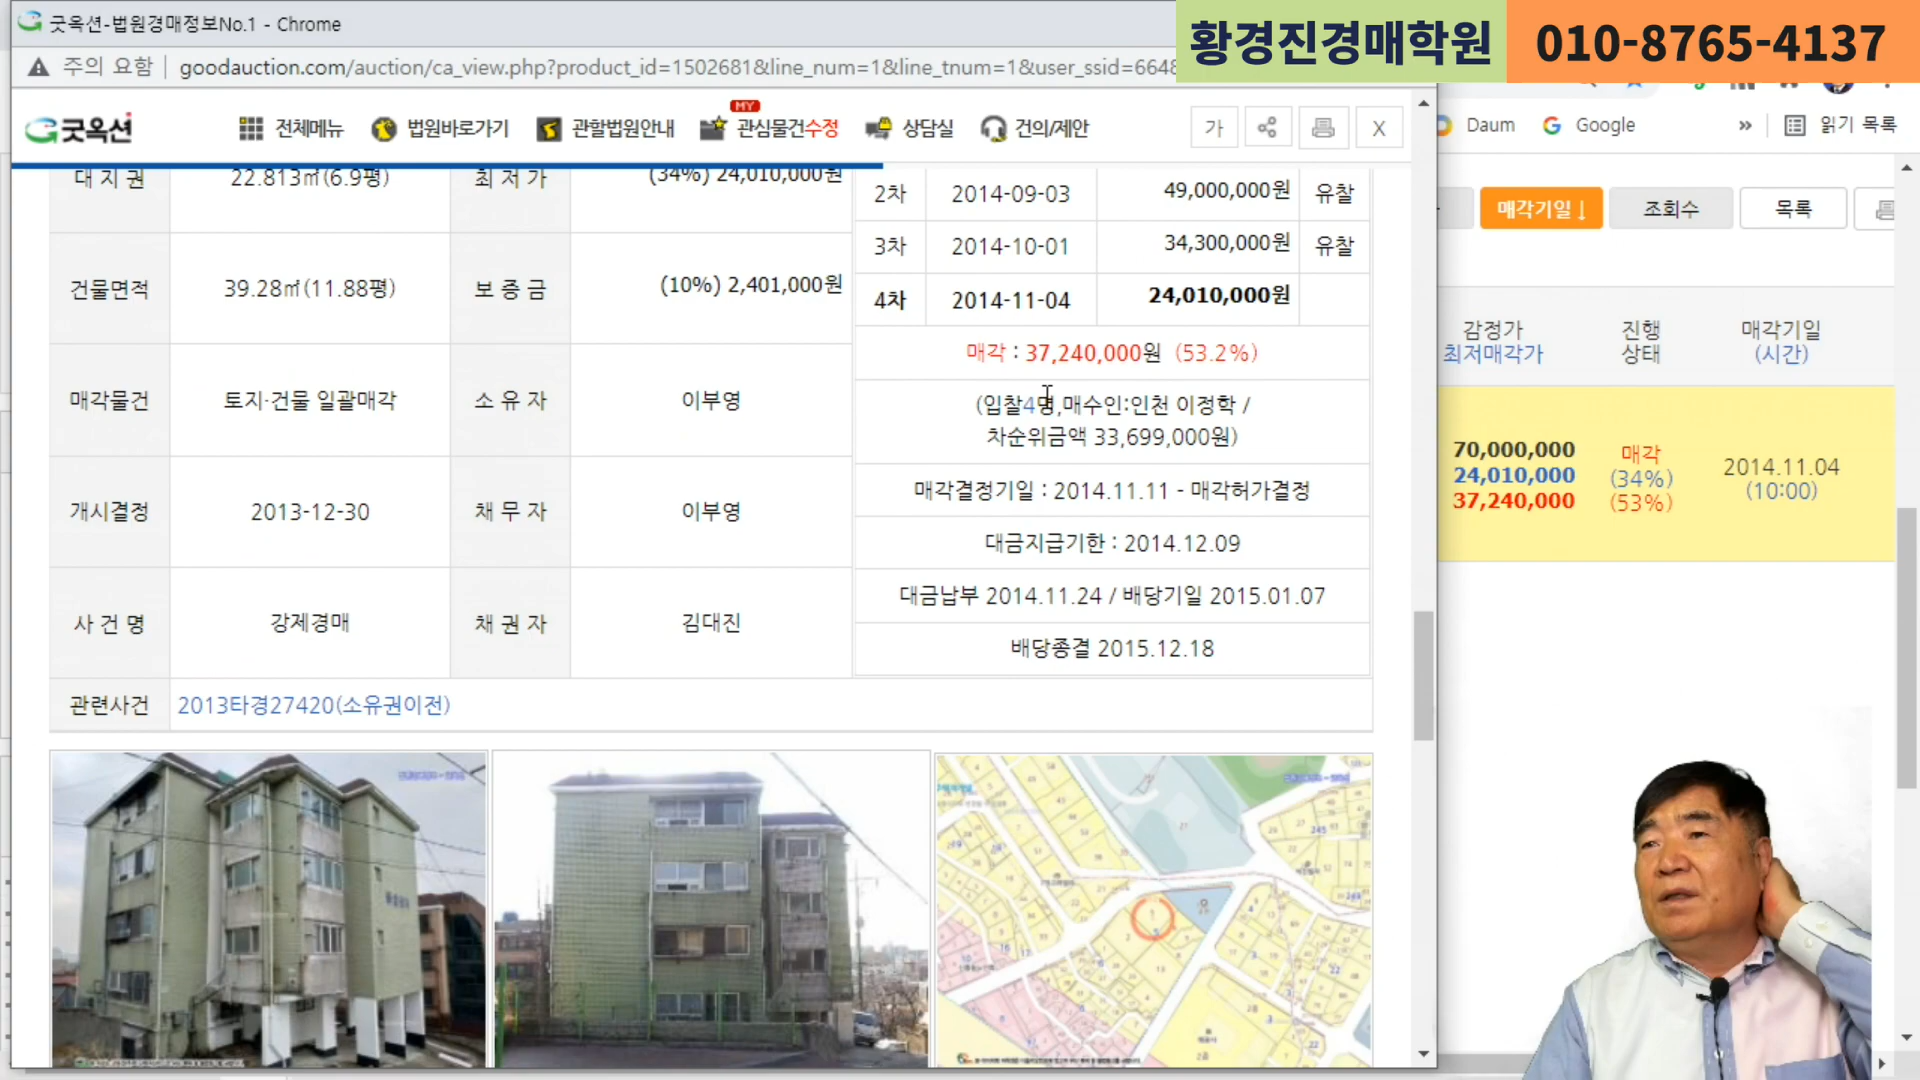 굿옥션-법원경매정보No.1 - Chrome
황경진경매학원 010-8765-4137
주의 요함 goodauction.com/auction/ca_view.php?product_id=1502681&line_num=1&line_tnum=1&user_ssid=6648
굿옥션 전체메뉴 법원바로가기 관할법원안내 MY 관심물건수정 상담실 건의/제안 가 X
Daum Google » 읽기 목록
대 지 권 22.813㎡(6.9평) 최 저 가 (34%) 24,010,000원
2차 2014-09-03 49,000,000원 유찰
매각기일↓ 조회수 목록
3차 2014-10-01 34,300,000원 유찰
건물면적 39.28㎡(11.88평) 보 증 금 (10%) 2,401,000원
4차 2014-11-04 24,010,000원
매각 : 37,240,000원 (53.2%)
감정가 진행 매각기일
최저매각가 상태 (시간)
매각물건 토지·건물 일괄매각 소 유 자 이부영
(입찰4명,매수인:인천 이정학 /
차순위금액 33,699,000원)
70,000,000 매각 2014.11.04
24,010,000 (34%) (10:00)
37,240,000 (53%)
매각결정기일 : 2014.11.11 - 매각허가결정
개시결정 2013-12-30 채 무 자 이부영
대금지급기한 : 2014.12.09
대금납부 2014.11.24 / 배당기일 2015.01.07
사 건 명 강제경매 채 권 자 김대진
배당종결 2015.12.18
관련사건 2013타경27420(소유권이전)